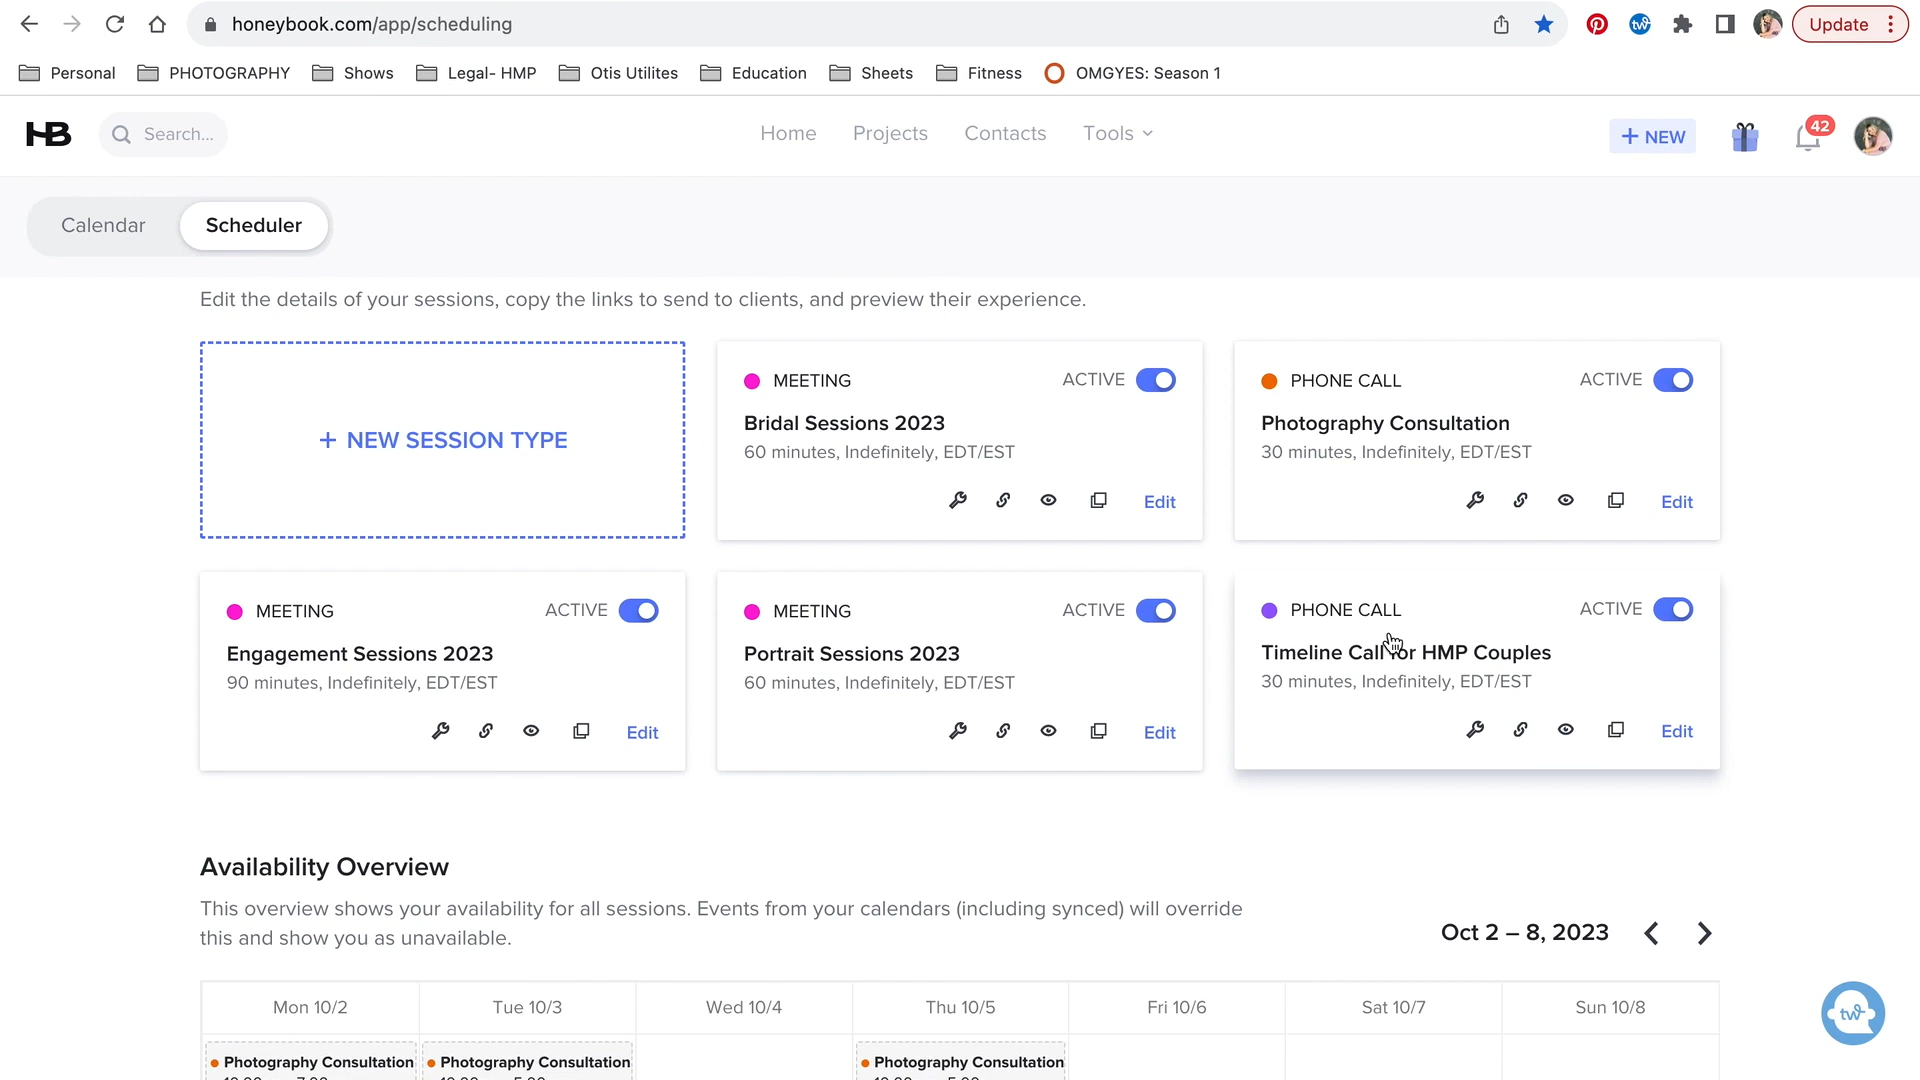 honeybook.com/app/scheduling
Update
Personal
PHOTOGRAPHY
Shows
Legal- HMP
Otis Utilites
Education
Sheets
Fitness
OMGYES: Season 1
HB
Search...
Home
Projects
Contacts
Tools
+ NEW
42
Calendar
Scheduler
Edit the details of your sessions, copy the links to send to clients, and preview their experience.
+ NEW SESSION TYPE
MEETING
ACTIVE
Bridal Sessions 2023
60 minutes, Indefinitely, EDT/EST
Edit
PHONE CALL
ACTIVE
Photography Consultation
30 minutes, Indefinitely, EDT/EST
Edit
MEETING
ACTIVE
Engagement Sessions 2023
90 minutes, Indefinitely, EDT/EST
Edit
MEETING
ACTIVE
Portrait Sessions 2023
60 minutes, Indefinitely, EDT/EST
Edit
PHONE CALL
ACTIVE
Timeline Call for HMP Couples
30 minutes, Indefinitely, EDT/EST
Edit
Availability Overview
This overview shows your availability for all sessions. Events from your calendars (including synced) will override
this and show you as unavailable.
Oct 2 – 8, 2023
Mon 10/2
Tue 10/3
Wed 10/4
Thu 10/5
Fri 10/6
Sat 10/7
Sun 10/8
Photography Consultation
Photography Consultation
Photography Consultation
tw